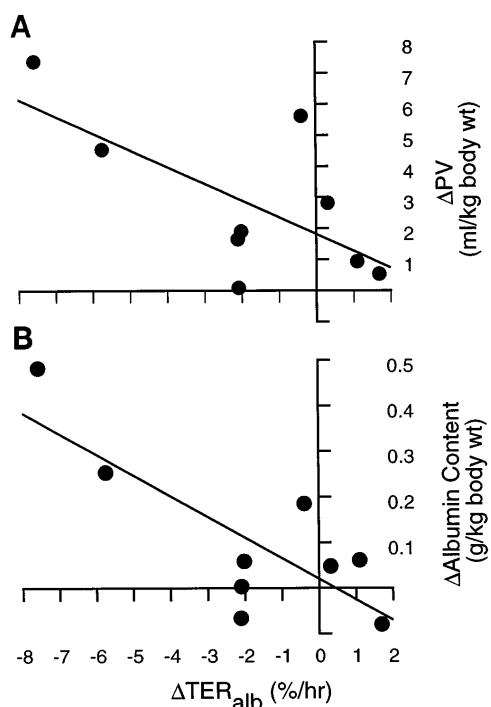 A
8
7
6
5
4
3
2
1
ΔPV
(ml/kg body wt)
B
0.5
0.4
0.3
0.2
0.1
ΔAlbumin Content
(g/kg body wt)
-8 -7 -6 -5 -4 -3 -2 -1 0 1 2
ΔTERalb (%/hr)